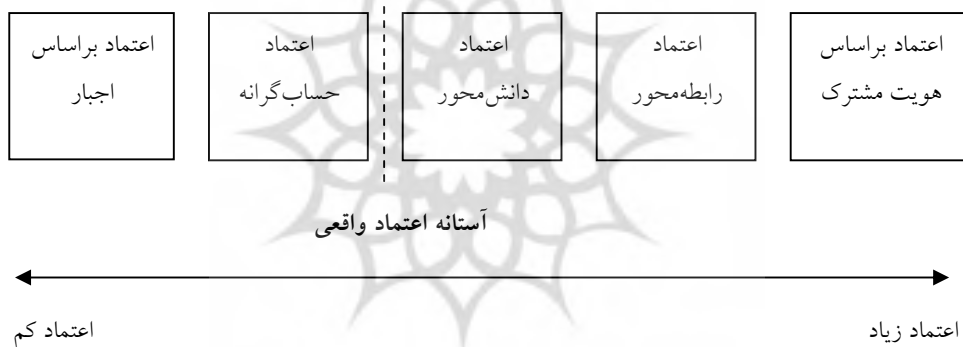 اعتماد براساس
هویت مشترک
اعتماد
رابطه‌محور
اعتماد
دانش‌محور
اعتماد
حساب‌گرانه
اعتماد براساس
اجبار
آستانه اعتماد واقعی
اعتماد زیاد
اعتماد کم